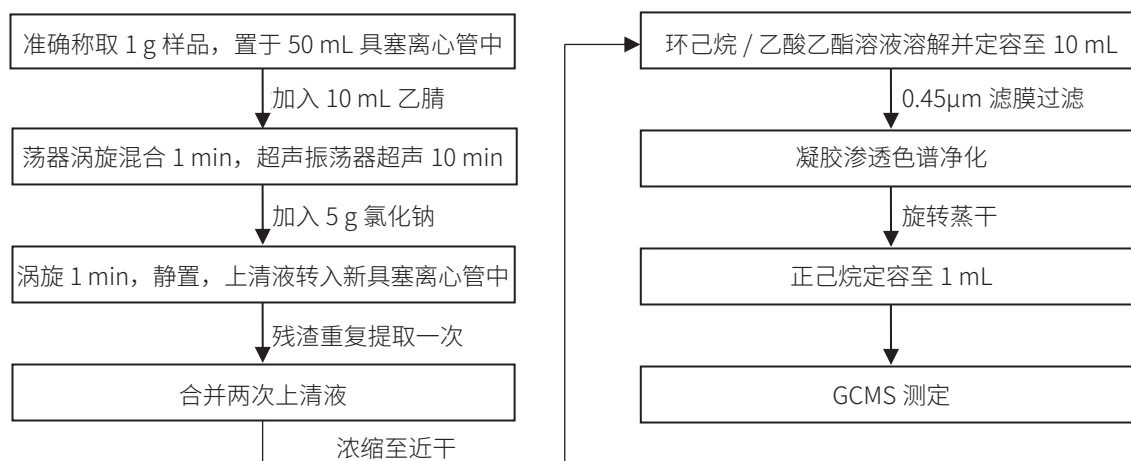 准确称取 1 g 样品，置于 50 mL 具塞离心管中
加入 10 mL 乙腈
荡器涡旋混合 1 min，超声振荡器超声 10 min
加入 5 g 氯化钠
涡旋 1 min，静置，上清液转入新具塞离心管中
残渣重复提取一次
合并两次上清液
浓缩至近干
环己烷 / 乙酸乙酯溶液溶解并定容至 10 mL
0.45μm 滤膜过滤
凝胶渗透色谱净化
旋转蒸干
正己烷定容至 1 mL
GCMS 测定